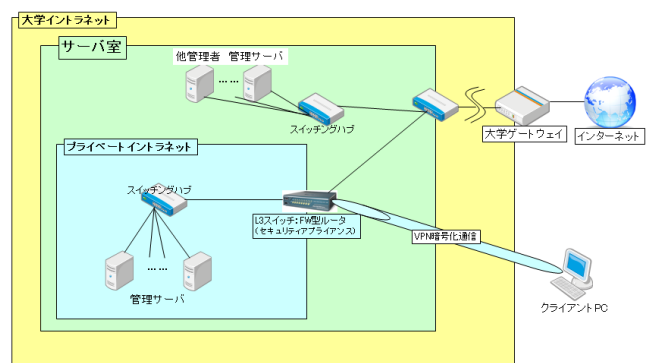 大学イントラネット
サーバ室
他管理者 管理サーバ
……
スイッチングハブ
大学ゲートウェイ
インターネット
プライベートイントラネット
スイッチングハブ
L3スイッチ:FW型ルータ
(セキュリティアプライアンス)
VPN暗号化通信
……
管理サーバ
クライアントPC